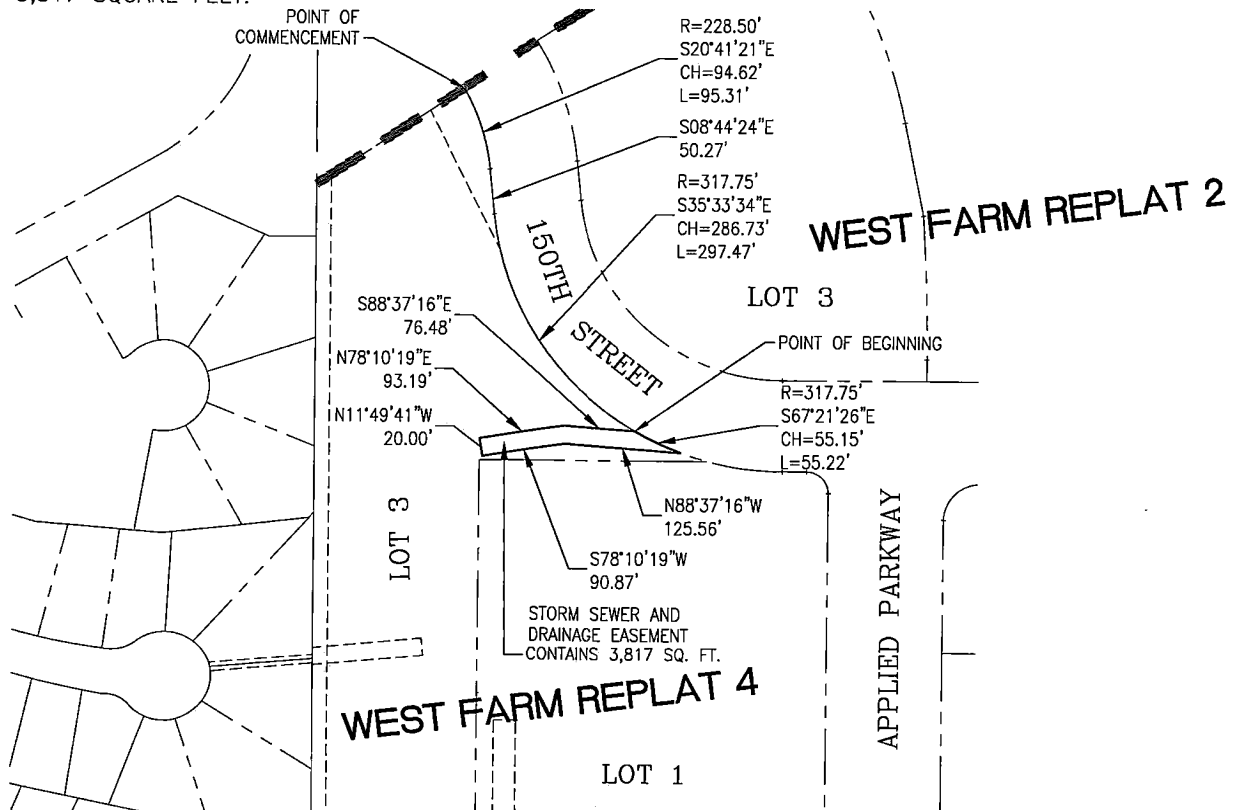 POINT OF
COMMENCEMENT
R=228.50'
S20°41'21"E
CH=94.62'
L=95.31'
S08°44'24"E
50.27'
R=317.75'
S35°33'34"E
CH=286.73'
L=297.47'
WEST FARM REPLAT 2
150TH
STREET
LOT 3
S88°37'16"E
76.48'
POINT OF BEGINNING
N78°10'19"E
93.19'
R=317.75'
S67°21'26"E
CH=55.15'
L=55.22'
N11°49'41"W
20.00'
N88°37'16"W
125.56'
LOT 3
S78°10'19"W
90.87'
APPLIED PARKWAY
STORM SEWER AND
DRAINAGE EASEMENT
CONTAINS 3,817 SQ. FT.
WEST FARM REPLAT 4
LOT 1